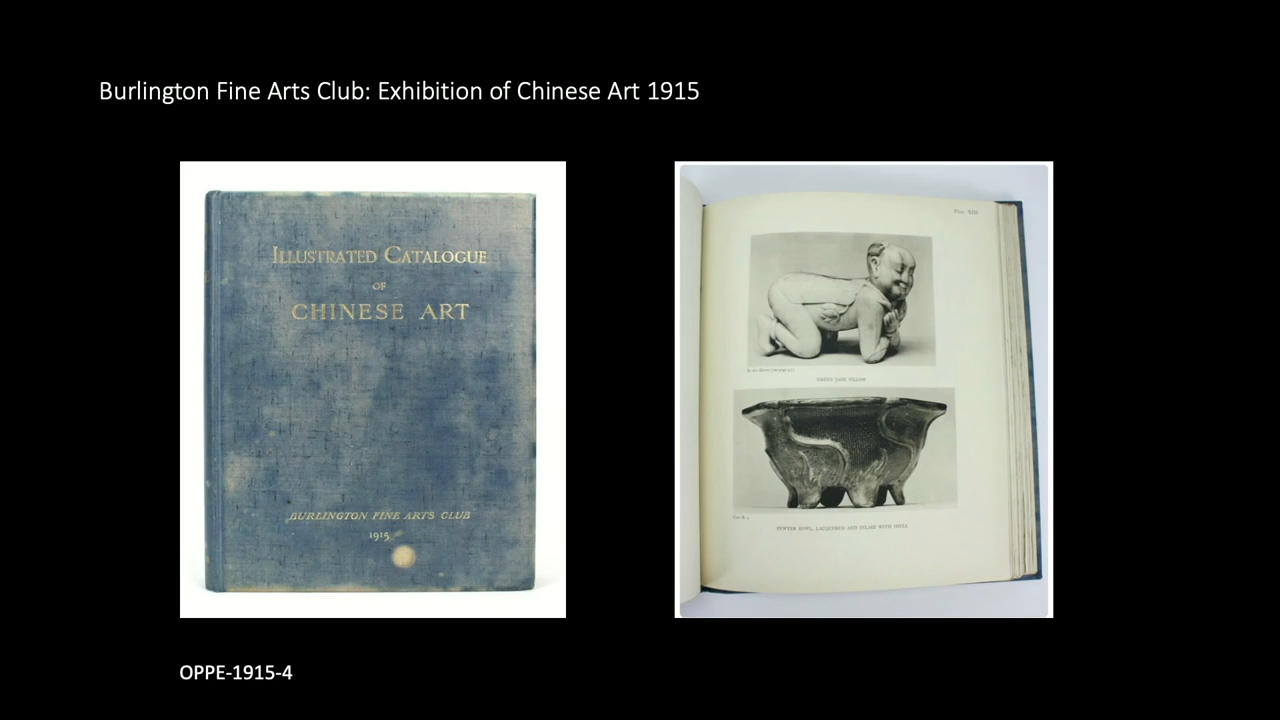 Burlington Fine Arts Club: Exhibition of Chinese Art 1915
ILLUSTRATED CATALOGUE
OF
CHINESE ART
BURLINGTON FINE ARTS CLUB
1915
GREEN JADE PILLOW
PEWTER BOWL, LACQUERED AND INLAID WITH SHELL
OPPE-1915-4